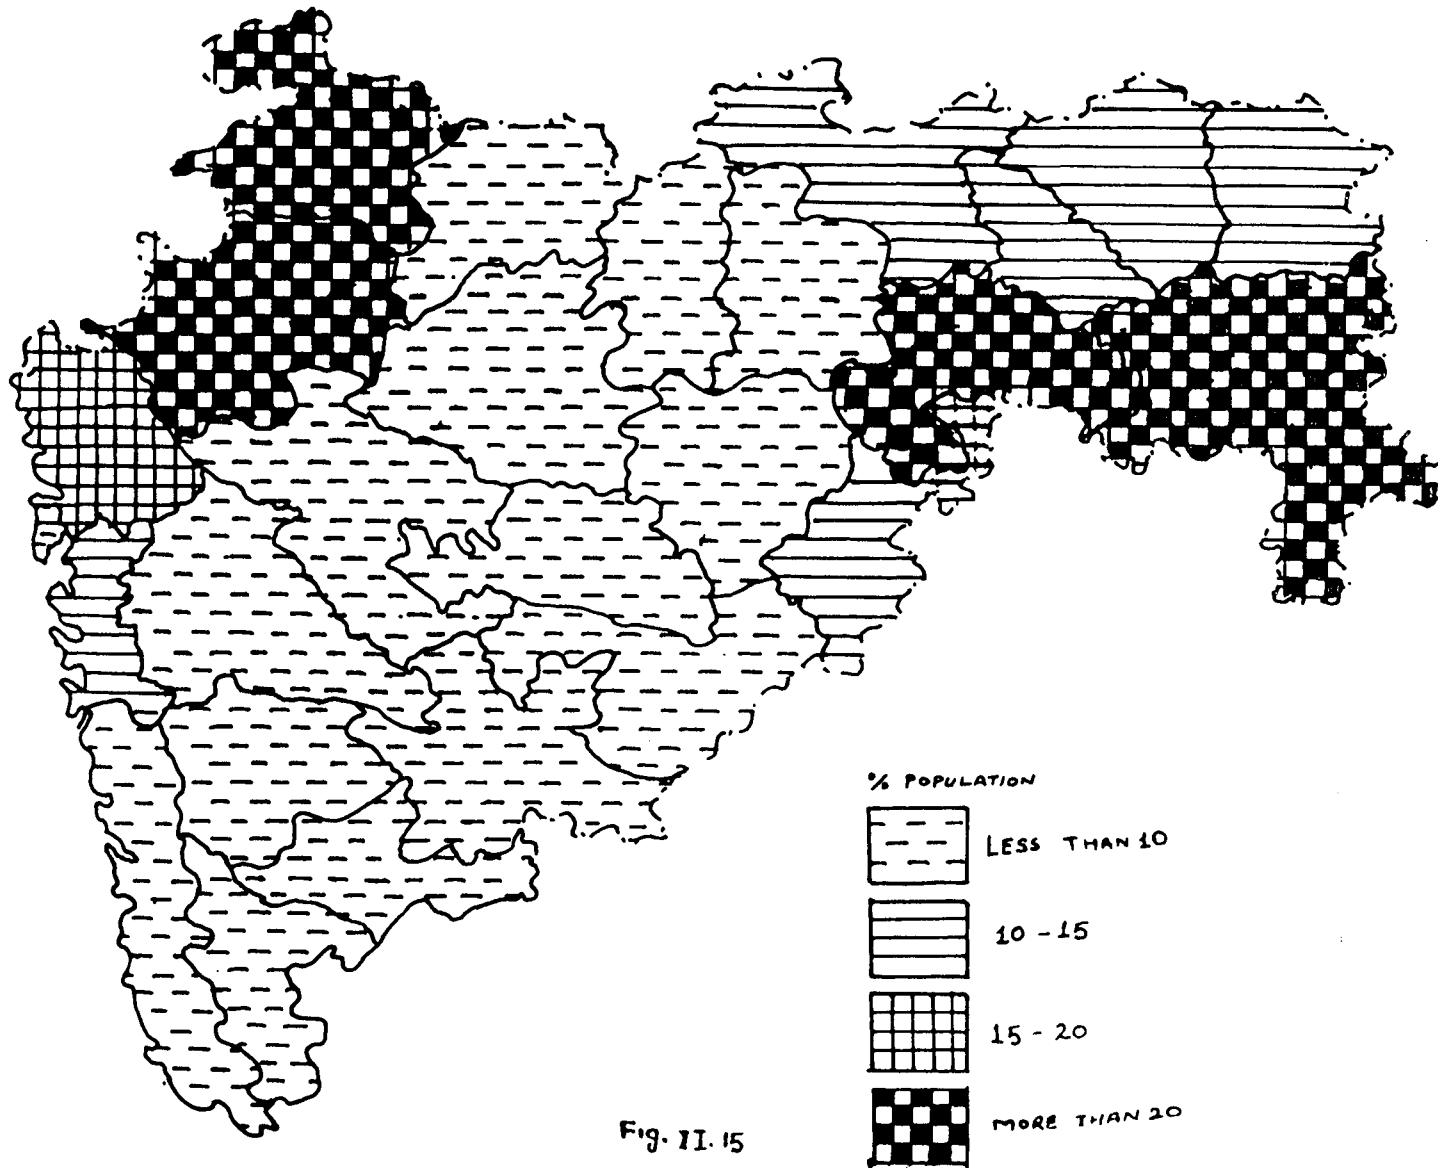 % POPULATION
LESS THAN 10
10 - 15
15 - 20
MORE THAN 20
Fig. II. 15